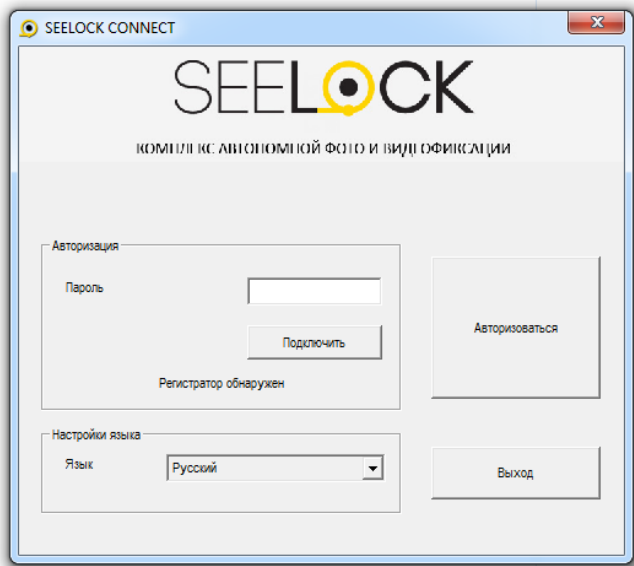 SEELOCK CONNECT
SEELOCK
КОМПЛЕКС АВТОНОМНОЙ ФОТО И ВИДЕОФИКСАЦИИ
Авторизация
Пароль
Подключить
Регистратор обнаружен
Авторизоваться
Настройки языка
Язык
Русский
Выход